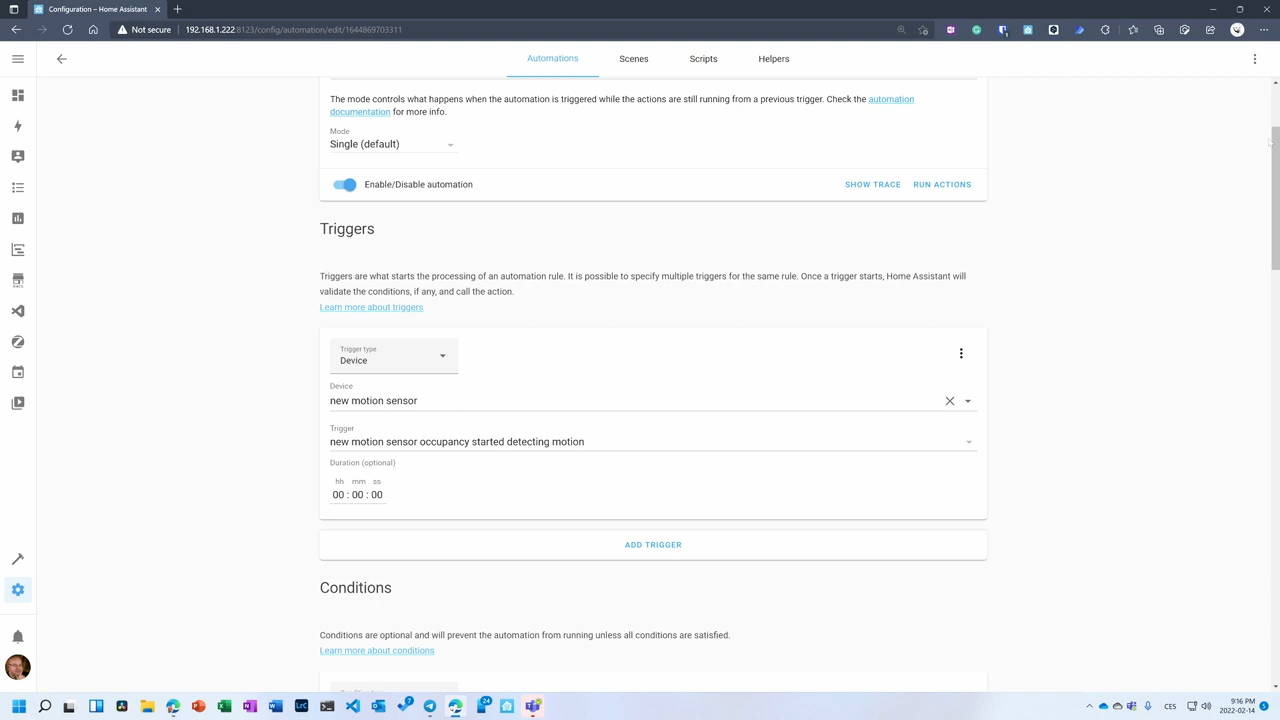 Configuration – Home Assistant
Not secure
192.168.1.222:8123/config/automation/edit/1644869703311
Automations
Scenes
Scripts
Helpers
The mode controls what happens when the automation is triggered while the actions are still running from a previous trigger. Check the automation
documentation for more info.
Mode
Single (default)
Enable/Disable automation
SHOW TRACE
RUN ACTIONS
Triggers
Triggers are what starts the processing of an automation rule. It is possible to specify multiple triggers for the same rule. Once a trigger starts, Home Assistant will
validate the conditions, if any, and call the action.
Learn more about triggers
Trigger type
Device
Device
new motion sensor
Trigger
new motion sensor occupancy started detecting motion
Duration (optional)
hh mm ss
00 : 00 : 00
ADD TRIGGER
Conditions
Conditions are optional and will prevent the automation from running unless all conditions are satisfied.
Learn more about conditions
LrC
7
24
CES
9:16 PM
2022-02-14
5